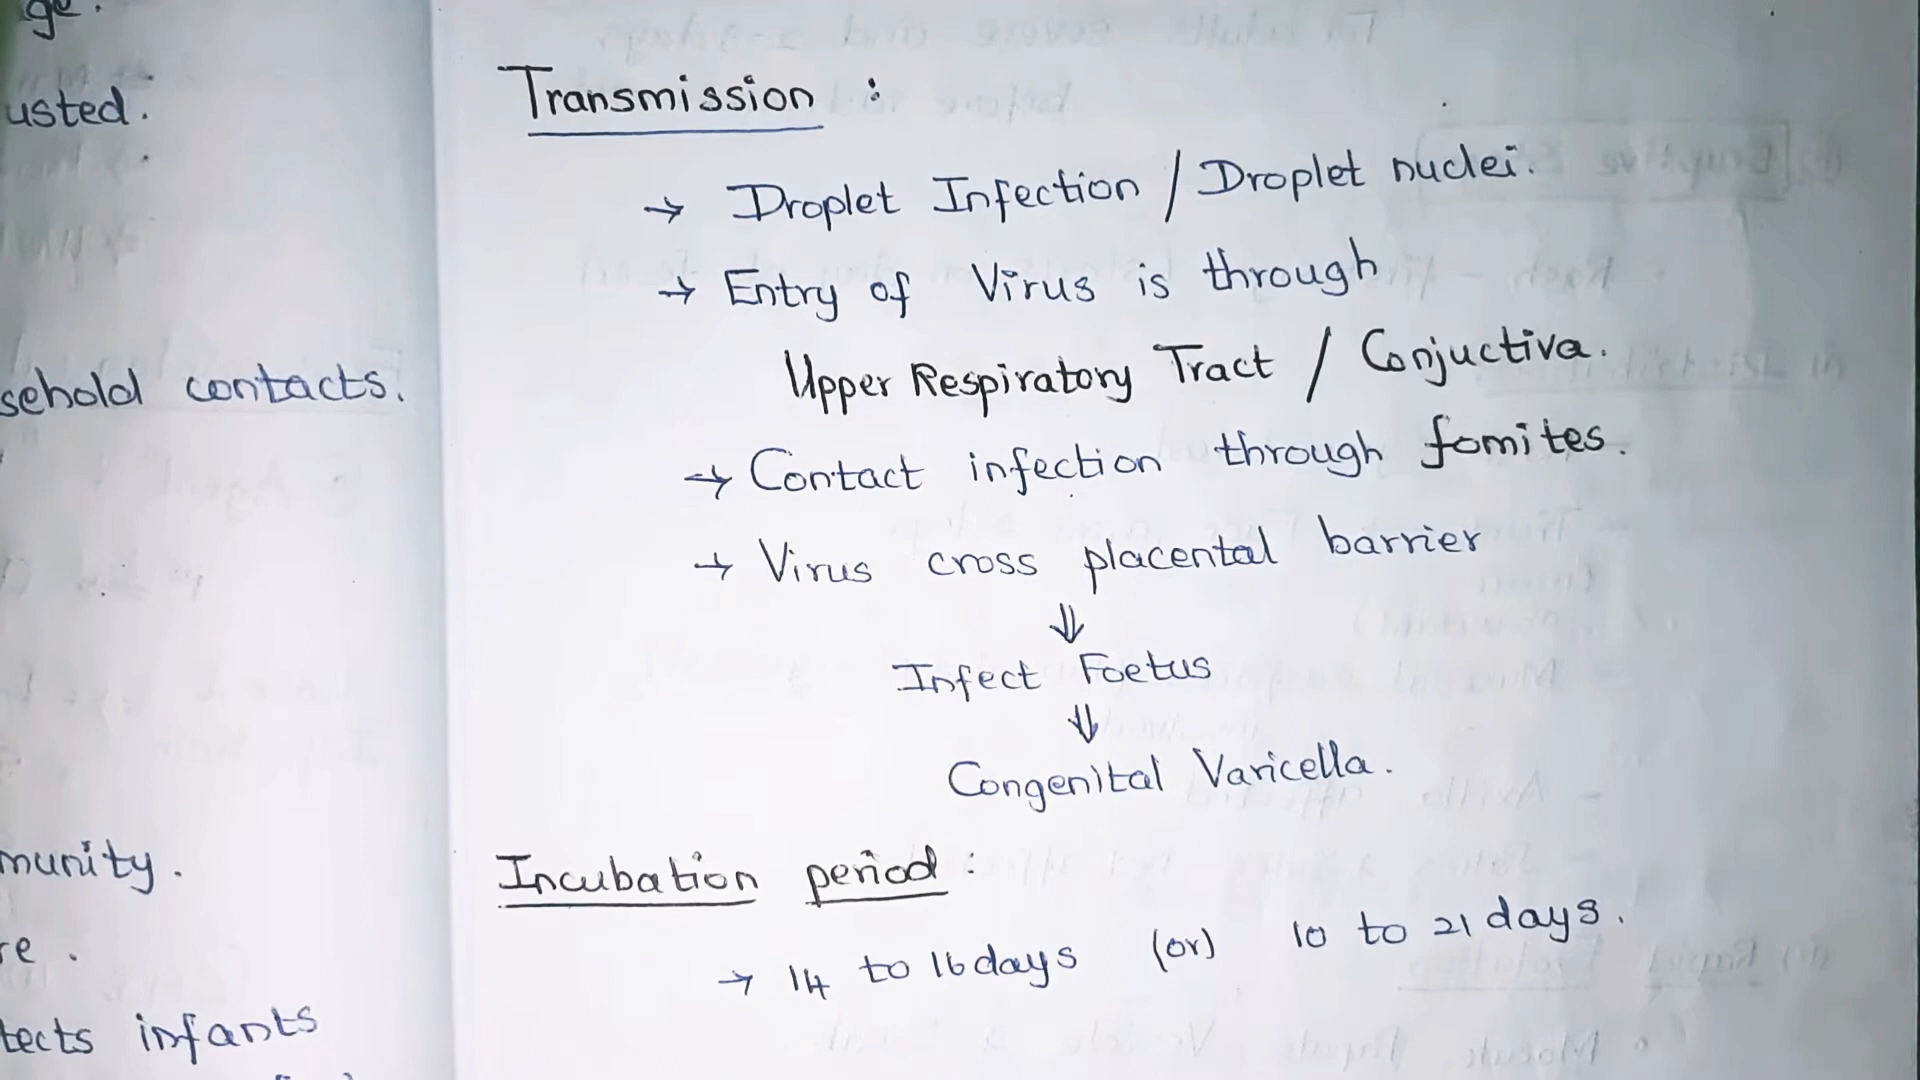 ge.
usted.
sehold contacts.
munity.
re.
tects infants
Transmission :
→ Droplet Infection / Droplet nuclei.
→ Entry of Virus is through
Upper Respiratory Tract / Conjuctiva.
→ Contact infection through fomites.
→ Virus cross placental barrier
⇓
Infect Foetus
⇓
Congenital Varicella.
Incubation period :
→ 14 to 16 days (or) 10 to 21 days.